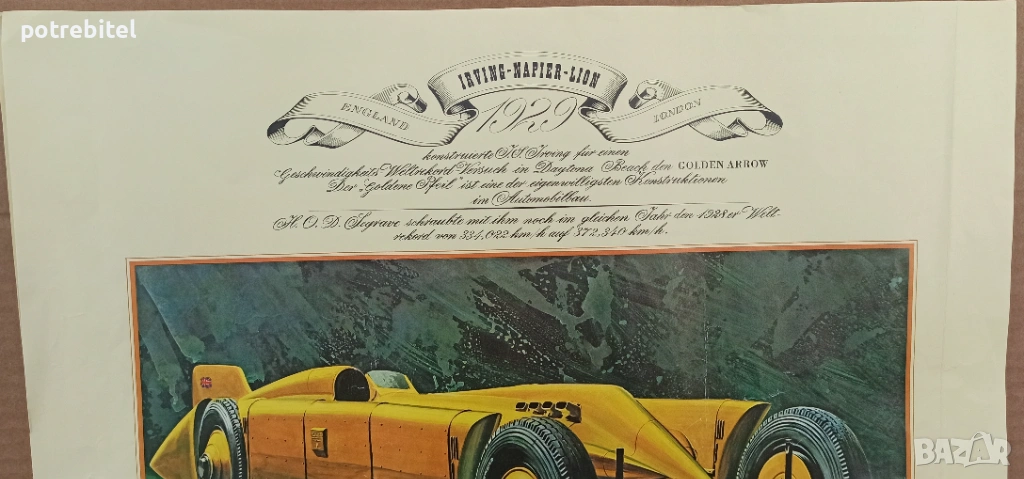 potrebitel
IRVING-NAPIER-LION
ENGLAND
1929
LONDON
konstruierte J.S. Irving für einen
Geschwindigkeits Weltrekord-Versuch in Daytona Beach den GOLDEN ARROW
Der "Goldene Pfeil" ist eine der eigenwilligsten Konstruktionen
im Automobilbau.
H. O. D. Segrave schraubte mit ihm noch im gleichen Jahr den 1928er Welt-
rekord von 334,022 km/h auf 372,340 km/h.
BAZAR